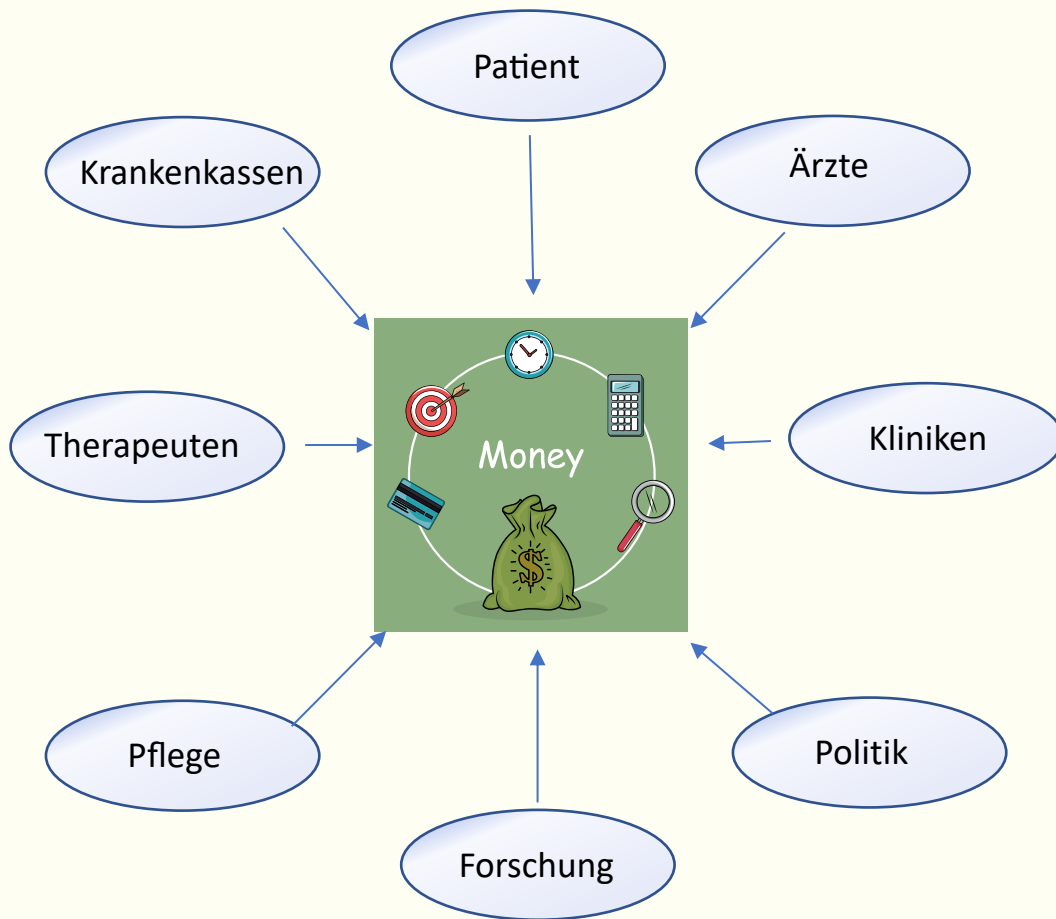 Patient
Krankenkassen
Ärzte
Therapeuten
Money
Kliniken
$
Pflege
Politik
Forschung